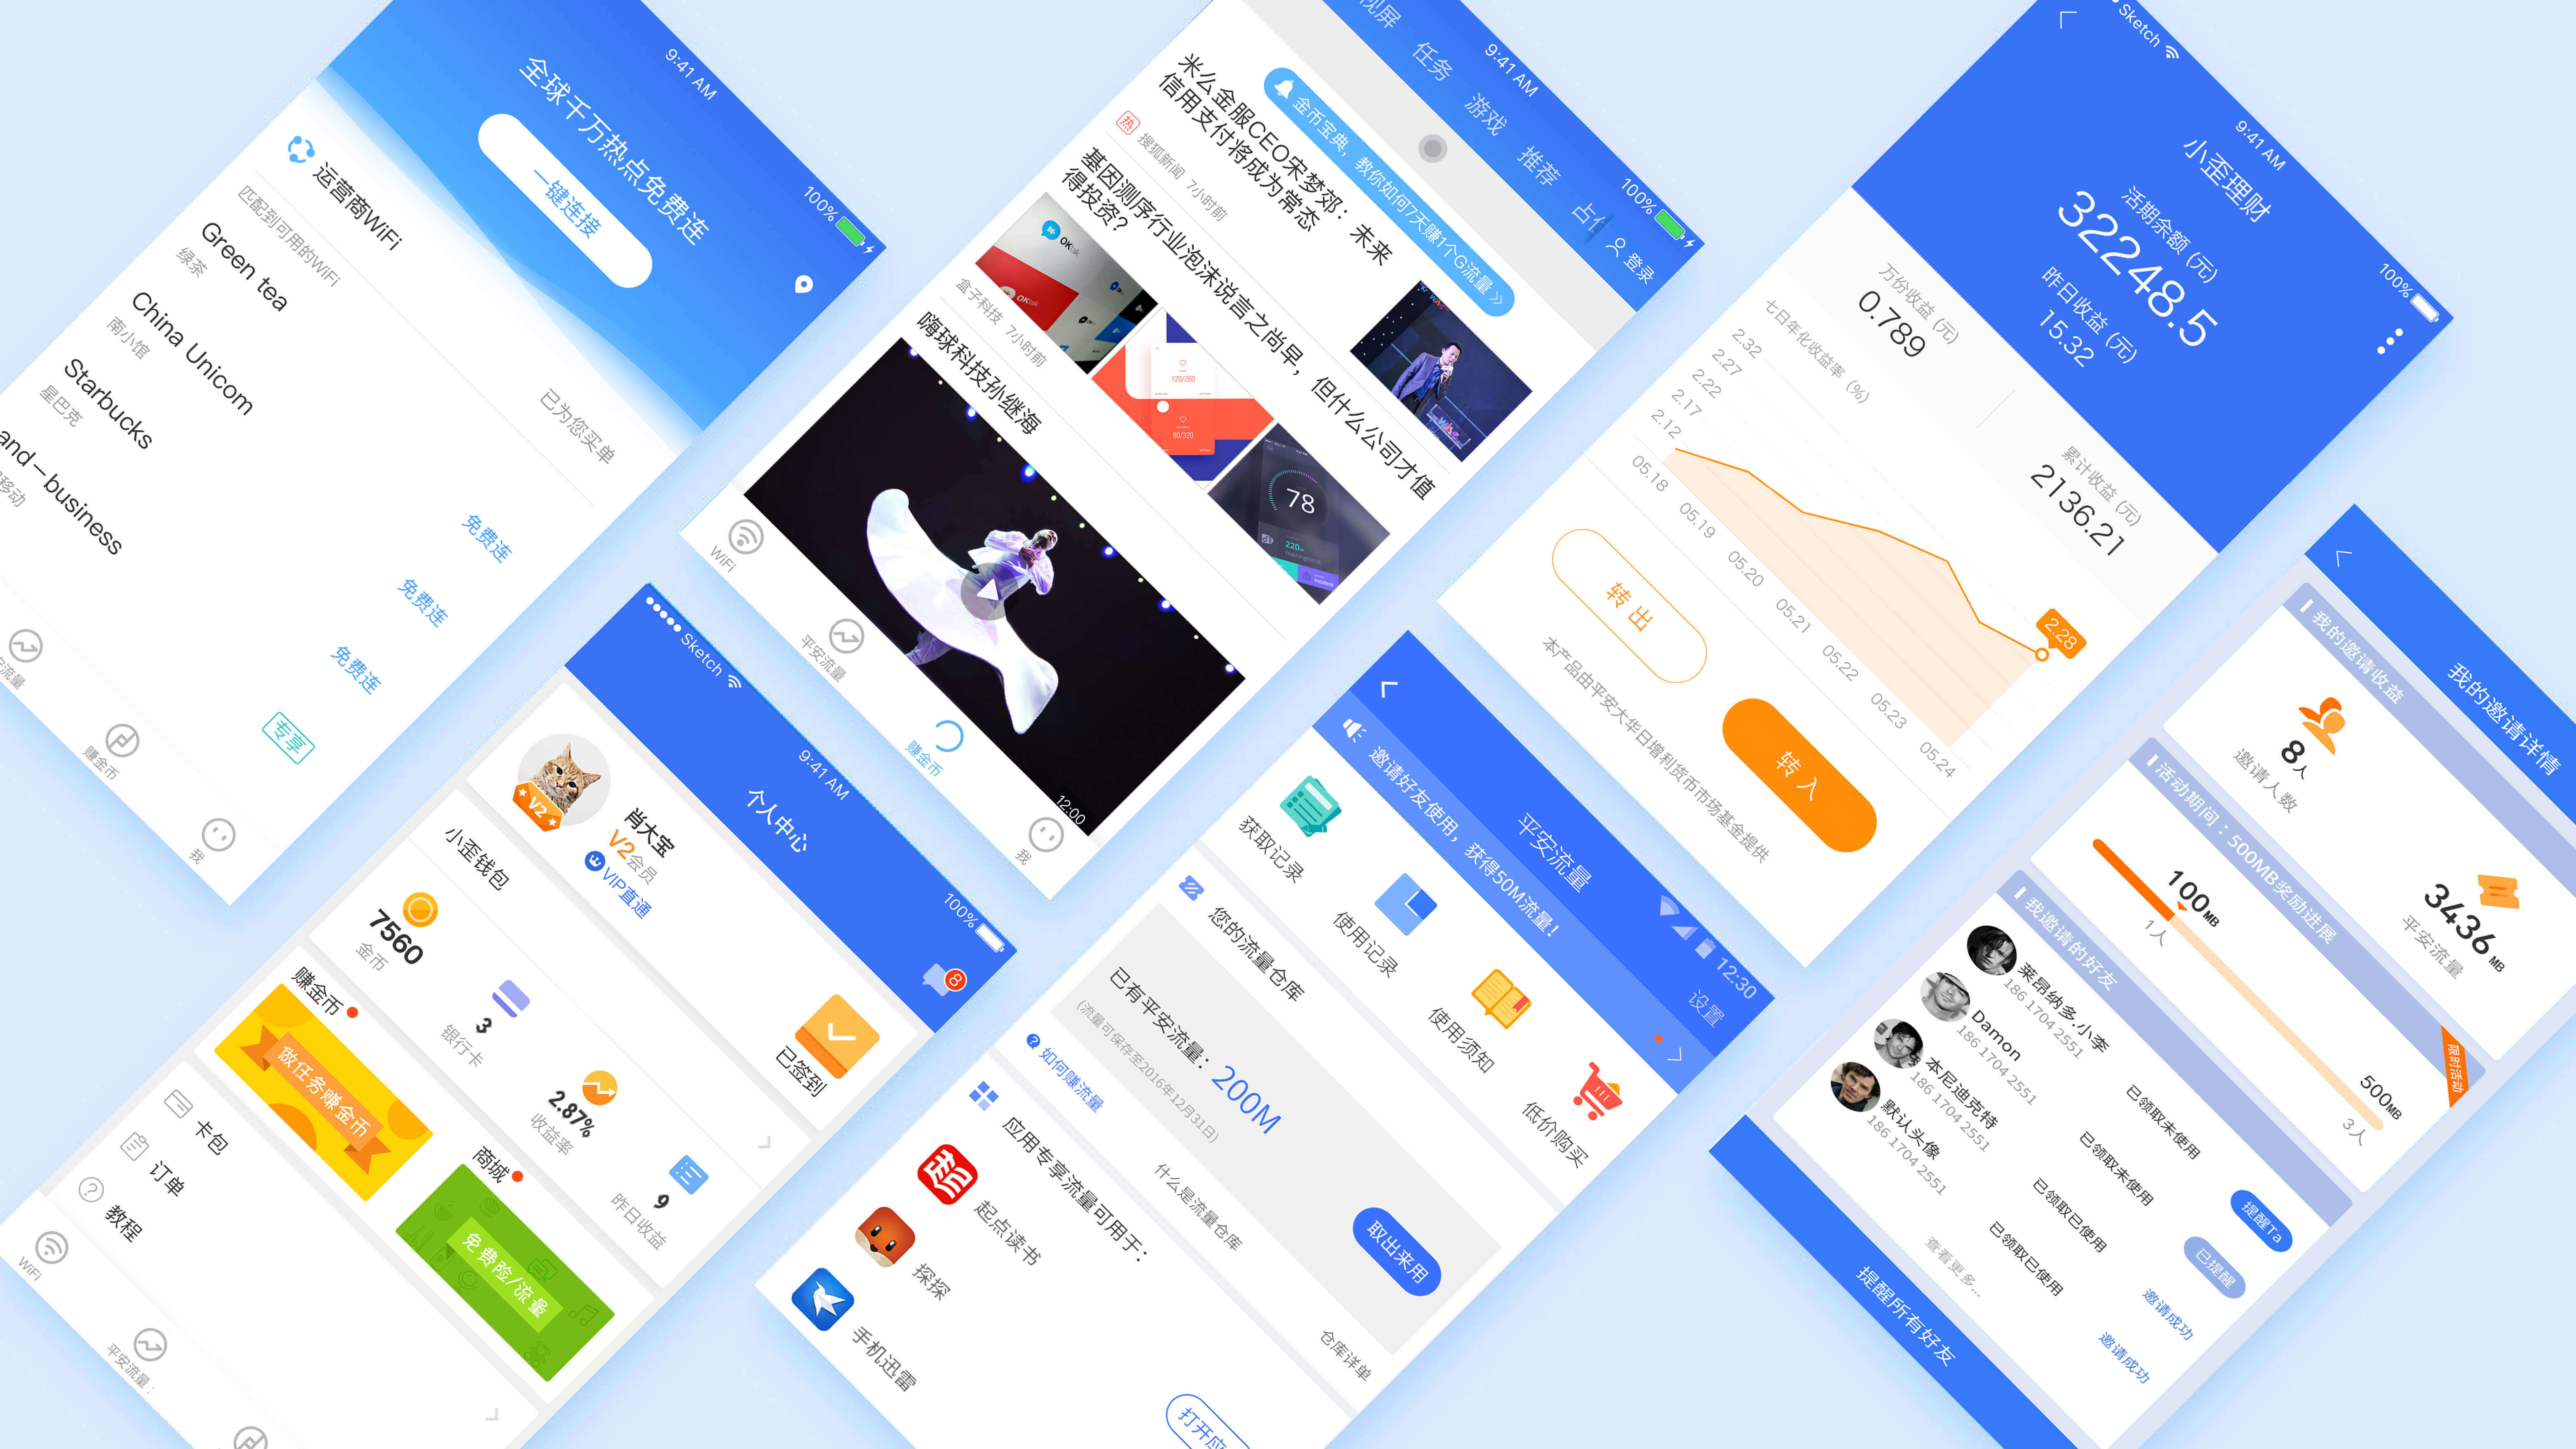 9:41 AM
100%
全球千万热点免费连
一键连接
运营商WiFi
已为您买单
匹配到可用的WiFi
Green tea
绿茶
免费连
China Unicom
南小馆
免费连
Starbucks
星巴克
免费连
and－business
移动
专享
流量
赚金币
我
9:41 AM
100%
视屏
任务
游戏
推荐
登录
金币宝典，教你如何7天赚1个G流量
米么金服CEO宋梦郊：未来
信用支付将成为常态
热
搜狐新闻
7小时前
基因测序行业泡沫说言之尚早，但什么公司才值
得投资？
OKtalk
OKtalk
120/280
90/320
78
220
盒子科技
7小时前
嗨球科技孙继海
12:00
WiFi
平安流量
赚金币
我
Sketch
9:41 AM
100%
小歪理财
活期余额 (元)
32248.5
昨日收益 (元)
15.32
万份收益 (元)
0.789
累计收益 (元)
2136.21
七日年化收益率（%）
2.32
2.27
2.22
2.17
2.12
2.28
05.18
05.19
05.20
05.21
05.22
05.23
05.24
转 出
转 入
本产品由平安大华日增利货币市场基金提供
Sketch
9:41 AM
100%
个人中心
8
V2
肖大宝
V2会员
VIP直通
已签到
小歪钱包
7560
金币
3
银行卡
2.87%
收益率
9
昨日收益
赚金币
做任务赚金币
商城
免费险/流量
卡包
订单
教程
WiFi
平安流量
12:30
平安流量
设置
邀请好友使用，获得50M流量！
获取记录
使用记录
使用须知
低价购买
您的流量仓库
已有平安流量：200M
(流量可保存至2016年12月31日)
取出来用
如何赚流量
什么是流量仓库
仓库详单
应用专享流量可用于：
起点读书
探探
手机迅雷
打开应
我的邀请详情
我的邀请收益
8人
邀请人数
3436MB
平安流量
活动期间：500MB奖励进展
限时活动
100MB
1人
500MB
3人
我邀请的好友
莱昂纳多.小李
186 1704 2551
已领取未使用
提醒Ta
Damon
186 1704 2551
已领取未使用
已提醒
本尼迪克特
186 1704 2551
已领取已使用
邀请成功
默认头像
186 1704 2551
已领取已使用
邀请成功
查看更多...
提醒所有好友